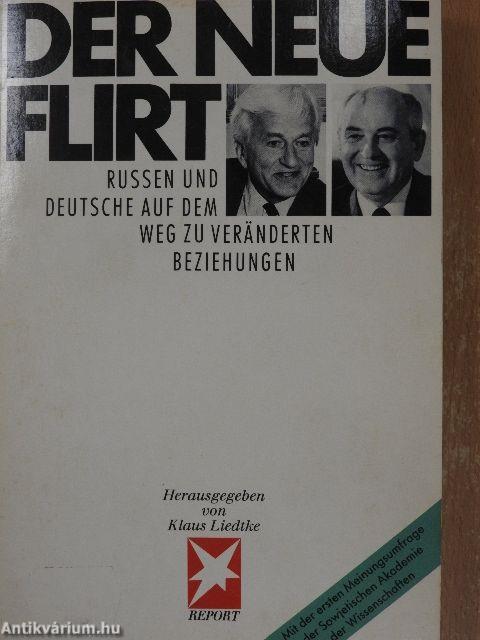 DER NEUE
FLIRT
RUSSEN UND
DEUTSCHE AUF DEM
WEG ZU VERÄNDERTEN
BEZIEHUNGEN
Herausgegeben
von
Klaus Liedtke
REPORT
Mit der ersten Meinungsumfrage
der Sowjetischen Akademie
der Wissenschaften
Antikvárium.hu